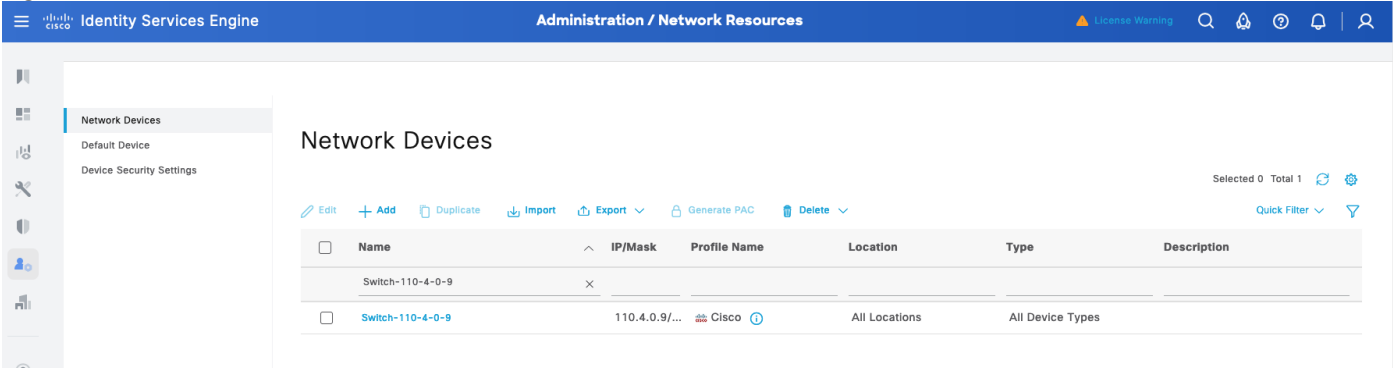 cisco Identity Services Engine Administration / Network Resources License Warning
Network Devices
Default Device
Device Security Settings
Network Devices
Selected 0 Total 1
Edit Add Duplicate Import Export Generate PAC Delete Quick Filter
Name IP/Mask Profile Name Location Type Description
Switch-110-4-0-9
Switch-110-4-0-9 110.4.0.9/... cisco Cisco All Locations All Device Types